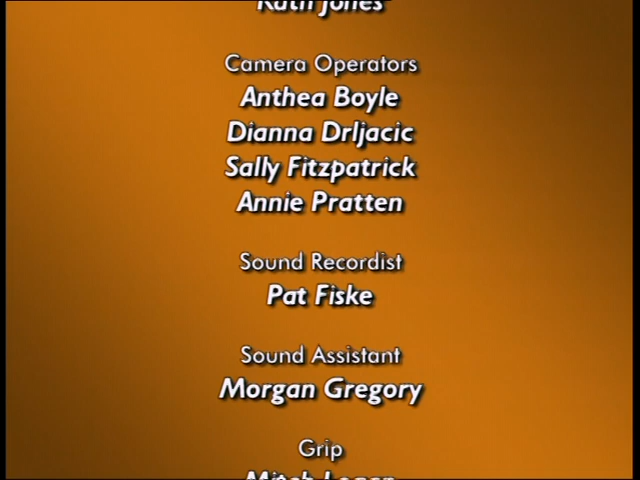 Camera Operators
Anthea Boyle
Dianna Drljacic
Sally Fitzpatrick
Annie Pratten
Sound Recordist
Pat Fiske
Sound Assistant
Morgan Gregory
Grip